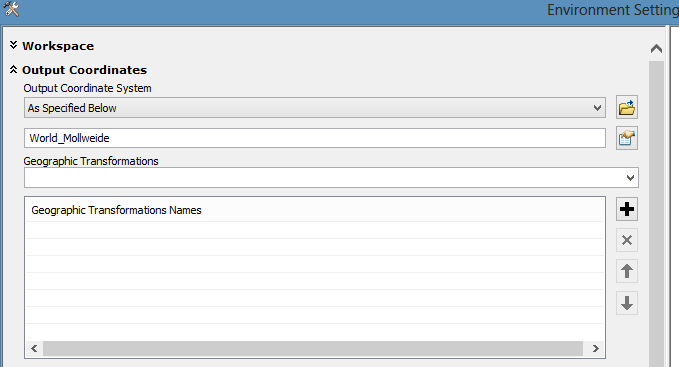 Environment Setting
Workspace
Output Coordinates
Output Coordinate System
As Specified Below
World_Mollweide
Geographic Transformations
Geographic Transformations Names